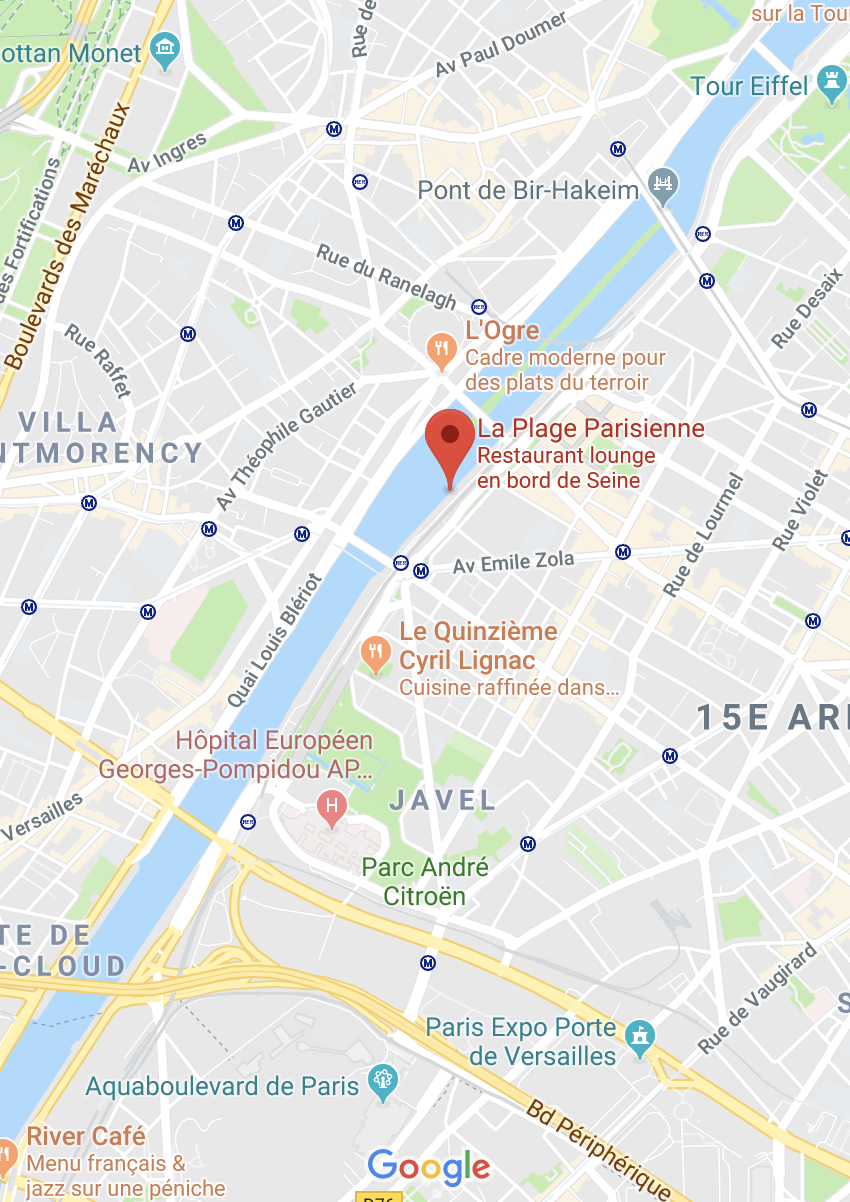 sur la Tour
ottan Monet
Rue de
Av Paul Doumer
Tour Eiffel
Av Ingres
Boulevards des Maréchaux
des Fortifications
Pont de Bir-Hakeim
Rue du Ranelagh
Rue Desaix
L'Ogre
Cadre moderne pour
des plats du terroir
Rue Raffet
Av Théophile Gautier
VILLA
NTMORENCY
La Plage Parisienne
Restaurant lounge
en bord de Seine
Rue de Lourmel
Rue Violet
Av Emile Zola
Quai Louis Blériot
Le Quinzième
Cyril Lignac
Cuisine raffinée dans...
15E ARI
Hôpital Européen
Georges-Pompidou AP...
H
JAVEL
Versailles
Parc André
Citroën
TE DE
-CLOUD
Rue de Vaugirard
S
Paris Expo Porte
de Versailles
Aquaboulevard de Paris
Bd Périphérique
River Café
Menu français &
jazz sur une péniche
Google
D76